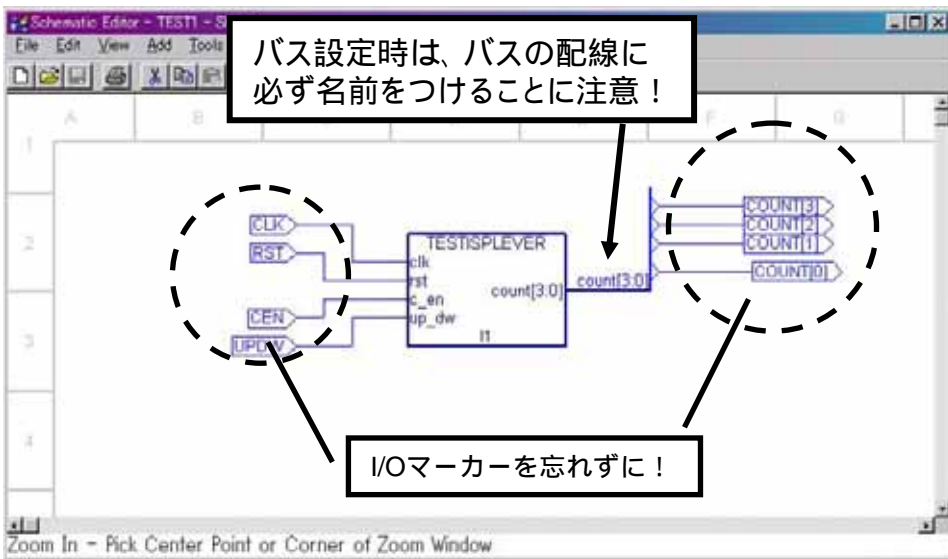 Schematic Editor - TEST1 - S
File Edit View Add Tools
バス設定時は、バスの配線に
必ず名前をつけることに注意！
A B F G
1
2
3
4
CLK
RST
CEN
UPDW
TESTISPLEVER
clk
rst
c_en
up_dw
count[3:0]
I1
count[3:0]
COUNT[3]
COUNT[2]
COUNT[1]
COUNT[0]
I/Oマーカーを忘れずに！
Zoom In - Pick Center Point or Corner of Zoom Window